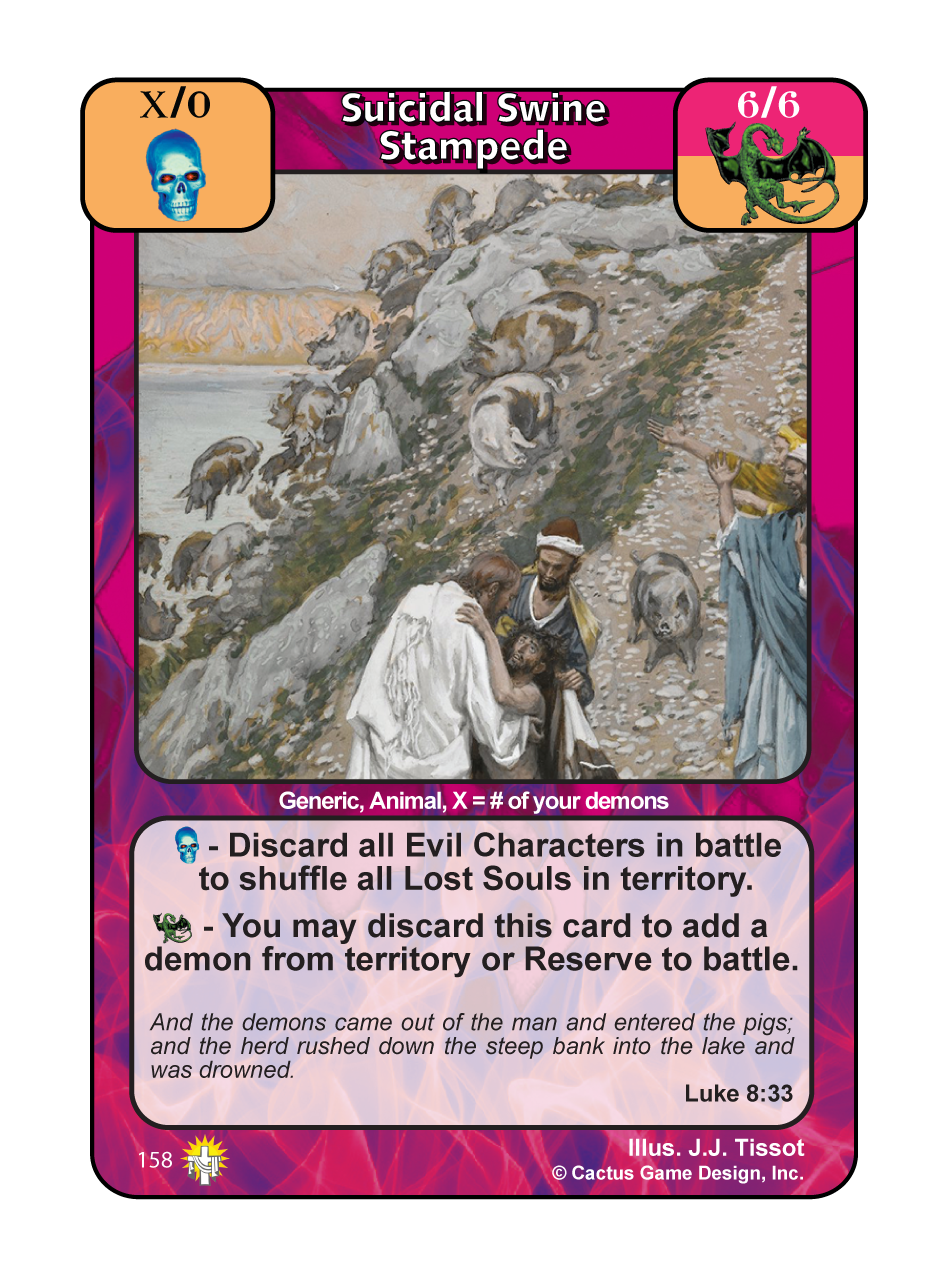 X/0
Suicidal Swine
Stampede
6/6
Generic, Animal, X = # of your demons
- Discard all Evil Characters in battle
to shuffle all Lost Souls in territory.
- You may discard this card to add a
demon from territory or Reserve to battle.
And the demons came out of the man and entered the pigs;
and the herd rushed down the steep bank into the lake and
was drowned.
Luke 8:33
158
Illus. J.J. Tissot
© Cactus Game Design, Inc.